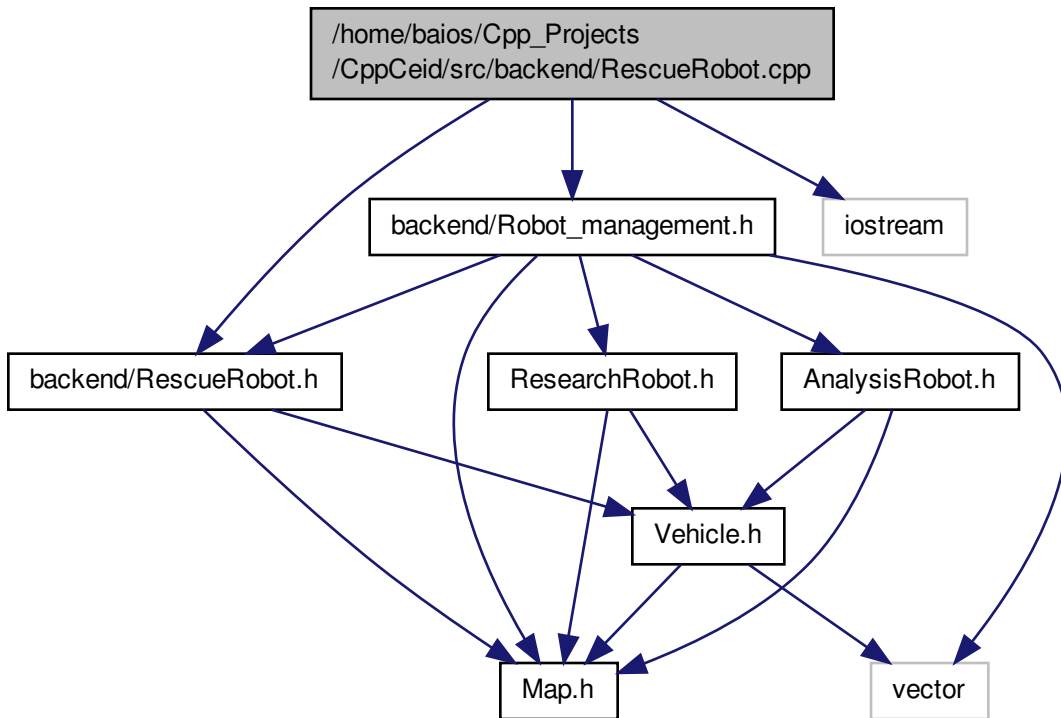 /home/baios/Cpp_Projects
/CppCeid/src/backend/RescueRobot.cpp
backend/Robot_management.h
iostream
backend/RescueRobot.h
ResearchRobot.h
AnalysisRobot.h
Vehicle.h
Map.h
vector